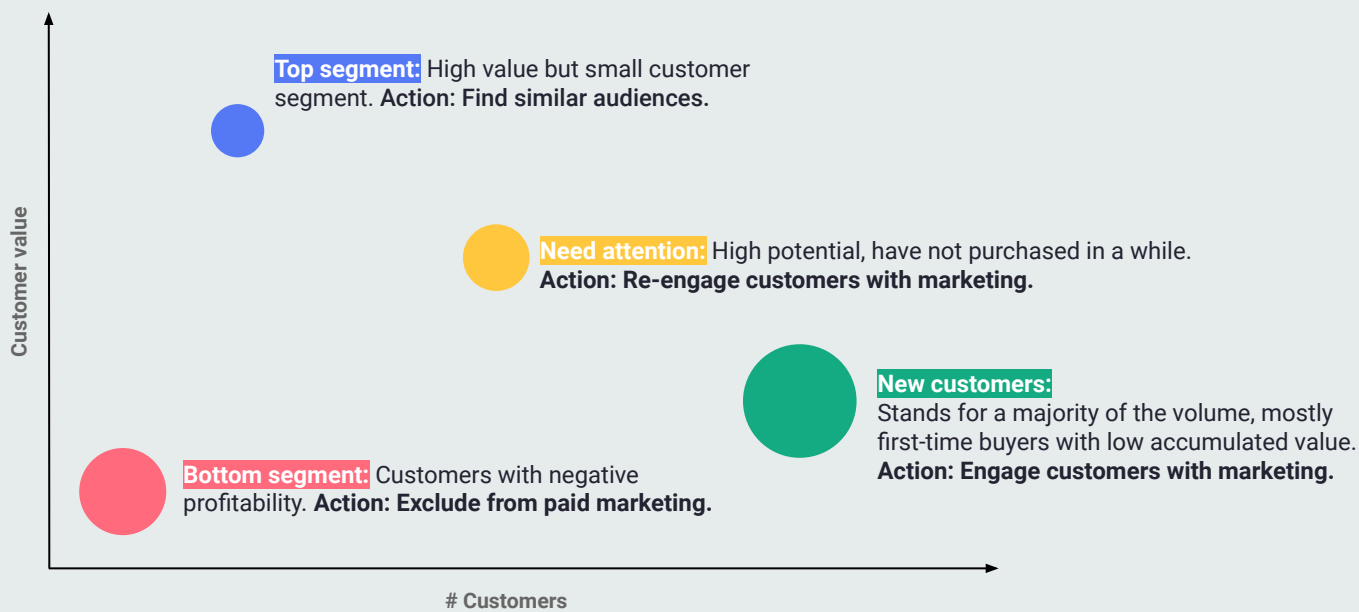 Top segment: High value but small customer
segment. Action: Find similar audiences.
Customer value
Need attention: High potential, have not purchased in a while.
Action: Re-engage customers with marketing.
New customers:
Stands for a majority of the volume, mostly
first-time buyers with low accumulated value.
Action: Engage customers with marketing.
Bottom segment: Customers with negative
profitability. Action: Exclude from paid marketing.
# Customers